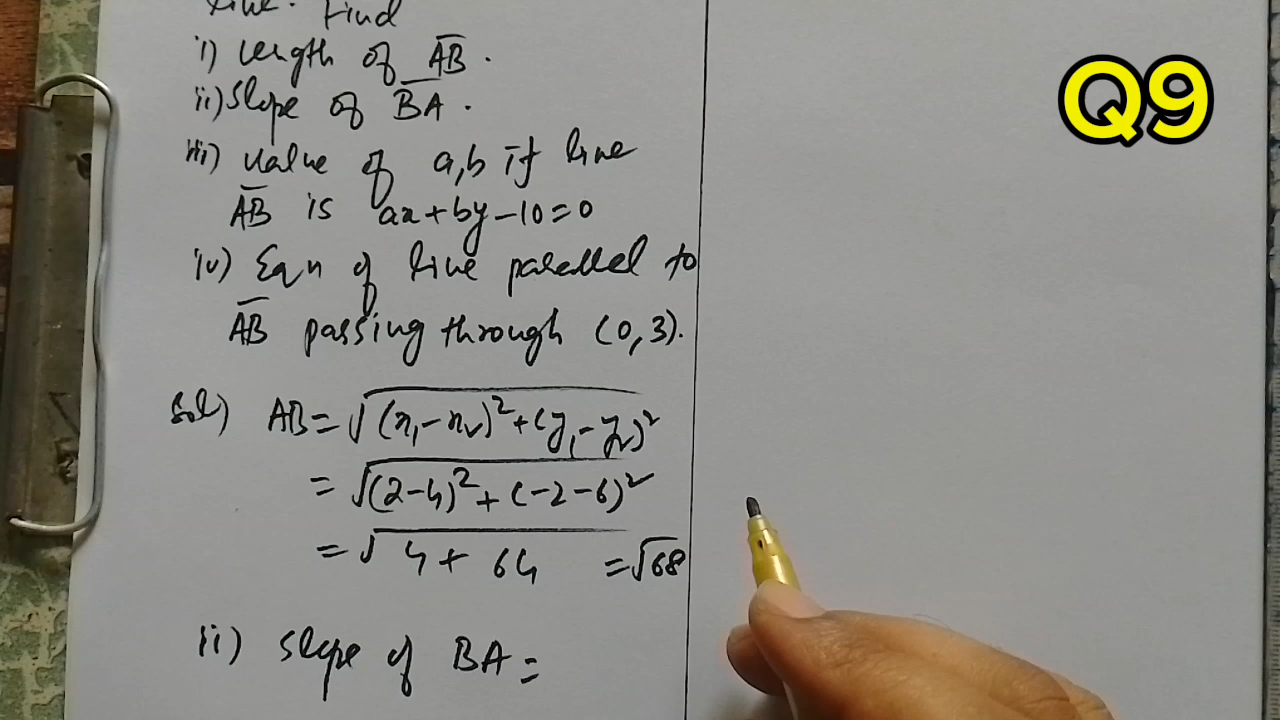 line. Find
i) length of AB.
ii) Slope of BA.
iii) value of a,b if line
AB is ax+by-10=0
iv) Eqn of line parallel to
AB passing through (0,3).
Sol) AB = √(x₁-x₂)²+(y₁-y₂)²
= √(2-4)²+(-2-6)²
= √4+64 = √68
ii) slope of BA =
Q9